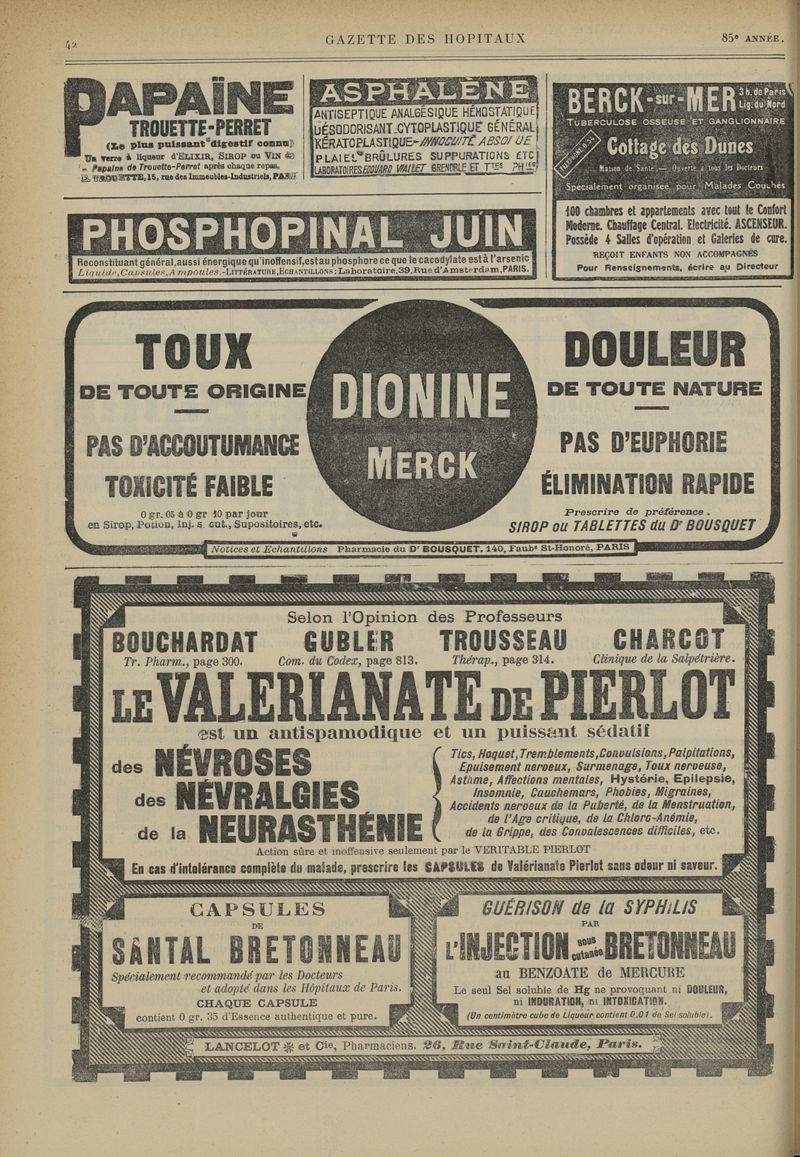 42
GAZETTE DES HOPITAUX
85e ANNÉE.
PAPAÏNE
TROUETTE-PERRET
(Le plus puissant digestif connu)
Un verre à liqueur d'ÉLIXIR, SIROP ou VIN de
Papaïne de Trouette-Perret après chaque repas.
TROUETTE, 15, rue des Immeubles-Industriels, PARIS
ASPHALÈNE
ANTISEPTIQUE ANALGÉSIQUE HÉMOSTATIQUE
DÉSODORISANT.CYTOPLASTIQUE GÉNÉRAL
KÉRATOPLASTIQUE-INNOCUITÉ ABSOLUE
PLAIES BRÛLURES SUPPURATIONS ETC
LABORATOIRES EDOUARD VIALLET GRENOBLE ET TTES PHIES
BERCK-sur-MER 3 h. de Paris
Lig. du Nord
TUBERCULOSE OSSEUSE ET GANGLIONNAIRE
Cottage des Dunes
Maison de Santé, — Ouverte à tous les Docteurs
Spécialement organisée pour Malades Couchés
100 chambres et appartements avec tout le Confort
Moderne. Chauffage Central. Electricité. ASCENSEUR.
Possède 4 Salles d'opération et Galeries de cure.
REÇOIT ENFANTS NON ACCOMPAGNÉS
Pour Renseignements, écrire au Directeur
PHOSPHOPINAL JUIN
Reconstituant général, aussi énergique qu'inoffensif, est au phosphore ce que le cacodylate est à l'arsenic
Liquide, Capsules, Ampoules.-LITTÉRATURE, ECHANTILLONS: Laboratoire, 39, Rue d'Amsterdam, PARIS.
TOUX
DE TOUTE ORIGINE
PAS D'ACCOUTUMANCE
TOXICITÉ FAIBLE
0 gr. 05 à 0 gr 10 par jour
en Sirop, Potion, Inj. s. cut., Supositoires, etc.
DIONINE
MERCK
DOULEUR
DE TOUTE NATURE
PAS D'EUPHORIE
ÉLIMINATION RAPIDE
Prescrire de préférence.
SIROP ou TABLETTES du Dr BOUSQUET
Notices et Echantillons Pharmacie du Dr BOUSQUET. 140, Faubg St-Honoré, PARIS
Selon l'Opinion des Professeurs
BOUCHARDAT GUBLER TROUSSEAU CHARCOT
Tr. Pharm., page 300. Com. du Codex, page 813. Thérap., page 314. Clinique de la Salpétrière.
LE VALERIANATE DE PIERLOT
est un antispamodique et un puissant sédatif
des NÉVROSES
des NÉVRALGIES
de la NEURASTHÉNIE
Tics, Hoquet, Tremblements, Convulsions, Palpitations,
Epuisement nerveux, Surmenage, Toux nerveuse,
Astnme, Affections mentales, Hystérie, Epilepsie,
Insomnie, Cauchemars, Phobies, Migraines,
Accidents nerveux de la Puberté, de la Menstruation,
de l'Age critique, de la Chloro-Anémie,
de la Grippe, des Convalescences difficiles, etc.
Action sûre et inoffensive seulement par le VERITABLE PIERLOT
En cas d'intolérance complète du malade, prescrire les CAPSULES de Valérianate Pierlot sans odeur ni saveur.
CAPSULES
DE
SANTAL BRETONNEAU
Spécialement recommandé par les Docteurs
et adopté dans les Hôpitaux de Paris.
CHAQUE CAPSULE
contient 0 gr. 35 d'Essence authentique et pure.
GUÉRISON de la SYPHILIS
PAR
L'INJECTION sous cutanée BRETONNEAU
au BENZOATE de MERCURE
Le seul Sel soluble de Hg ne provoquant ni DOULEUR,
ni INDURATION, ni INTOXICATION.
(Un centimètre cube de Liqueur contient 0.01 de Sel soluble).
LANCELOT et Cie, Pharmaciens. 26, Rue Saint-Claude, Paris.